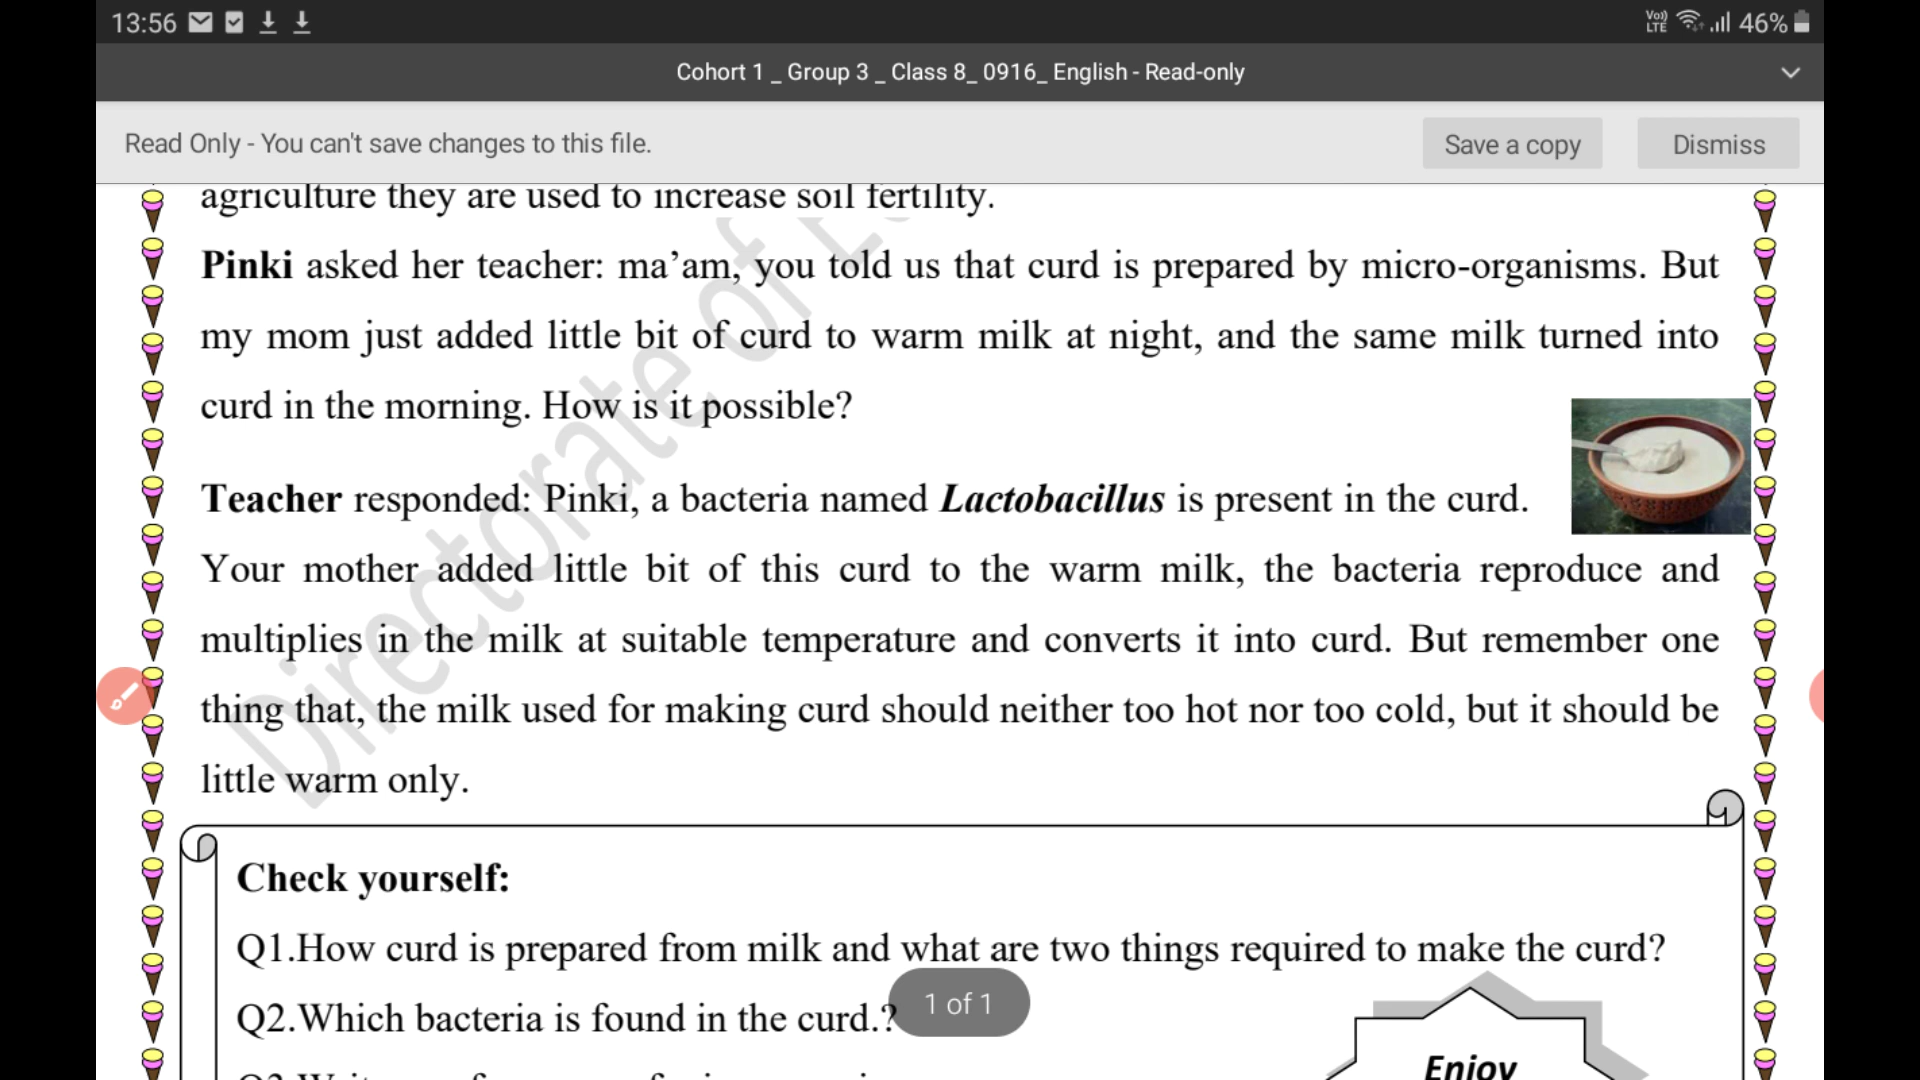 13:56
Vo)) LTE 46%
Cohort 1 _ Group 3 _ Class 8_ 0916_ English - Read-only
Read Only - You can't save changes to this file.
Save a copy
Dismiss
agriculture they are used to increase soil fertility.
Pinki asked her teacher: ma’am, you told us that curd is prepared by micro-organisms. But
my mom just added little bit of curd to warm milk at night, and the same milk turned into
curd in the morning. How is it possible?
Teacher responded: Pinki, a bacteria named Lactobacillus is present in the curd.
Your mother added little bit of this curd to the warm milk, the bacteria reproduce and
multiplies in the milk at suitable temperature and converts it into curd. But remember one
thing that, the milk used for making curd should neither too hot nor too cold, but it should be
little warm only.
Directorate of
Check yourself:
Q1.How curd is prepared from milk and what are two things required to make the curd?
Q2.Which bacteria is found in the curd.?
1 of 1
Enjoy